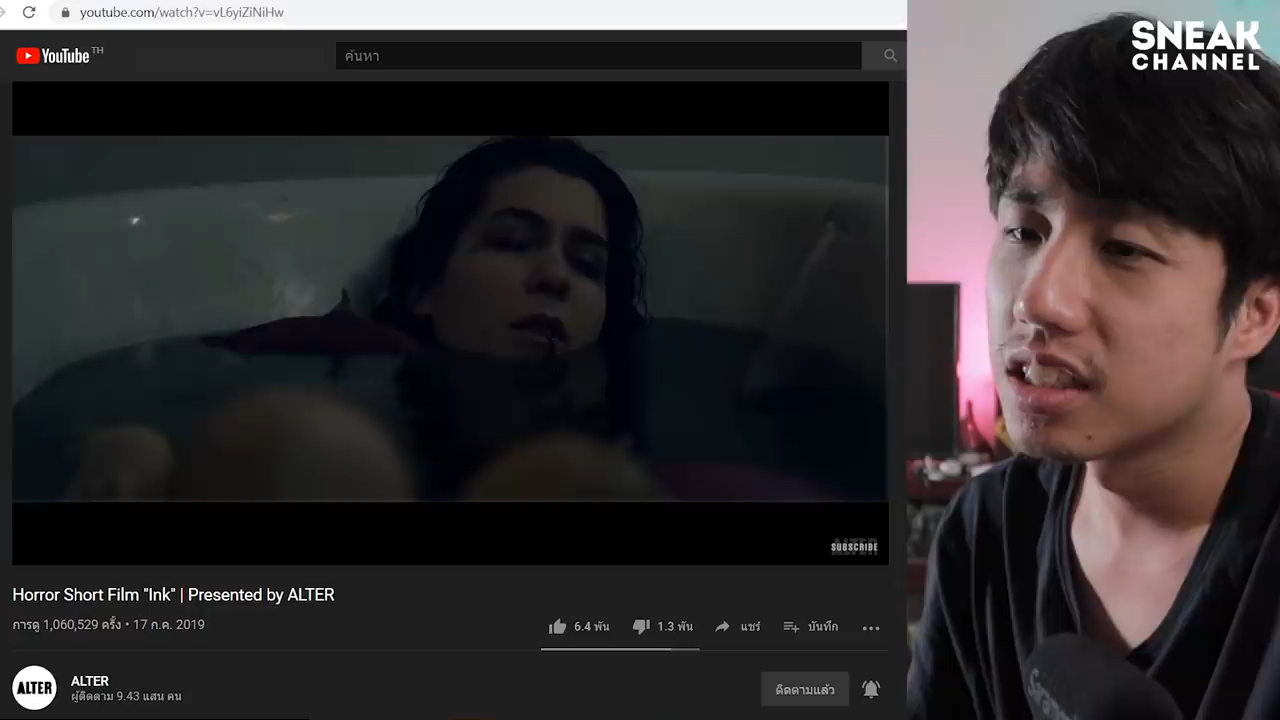 youtube.com/watch?v=vL6yiZiNiHw
YouTube TH
ค้นหา
SNEAK
CHANNEL
ALTER
SUBSCRIBE
Horror Short Film "Ink" | Presented by ALTER
การดู 1,060,529 ครั้ง • 17 ก.ค. 2019
6.4 พัน
1.3 พัน
แชร์
บันทึก
ALTER
ALTER
ผู้ติดตาม 9.43 แสน คน
ติดตามแล้ว